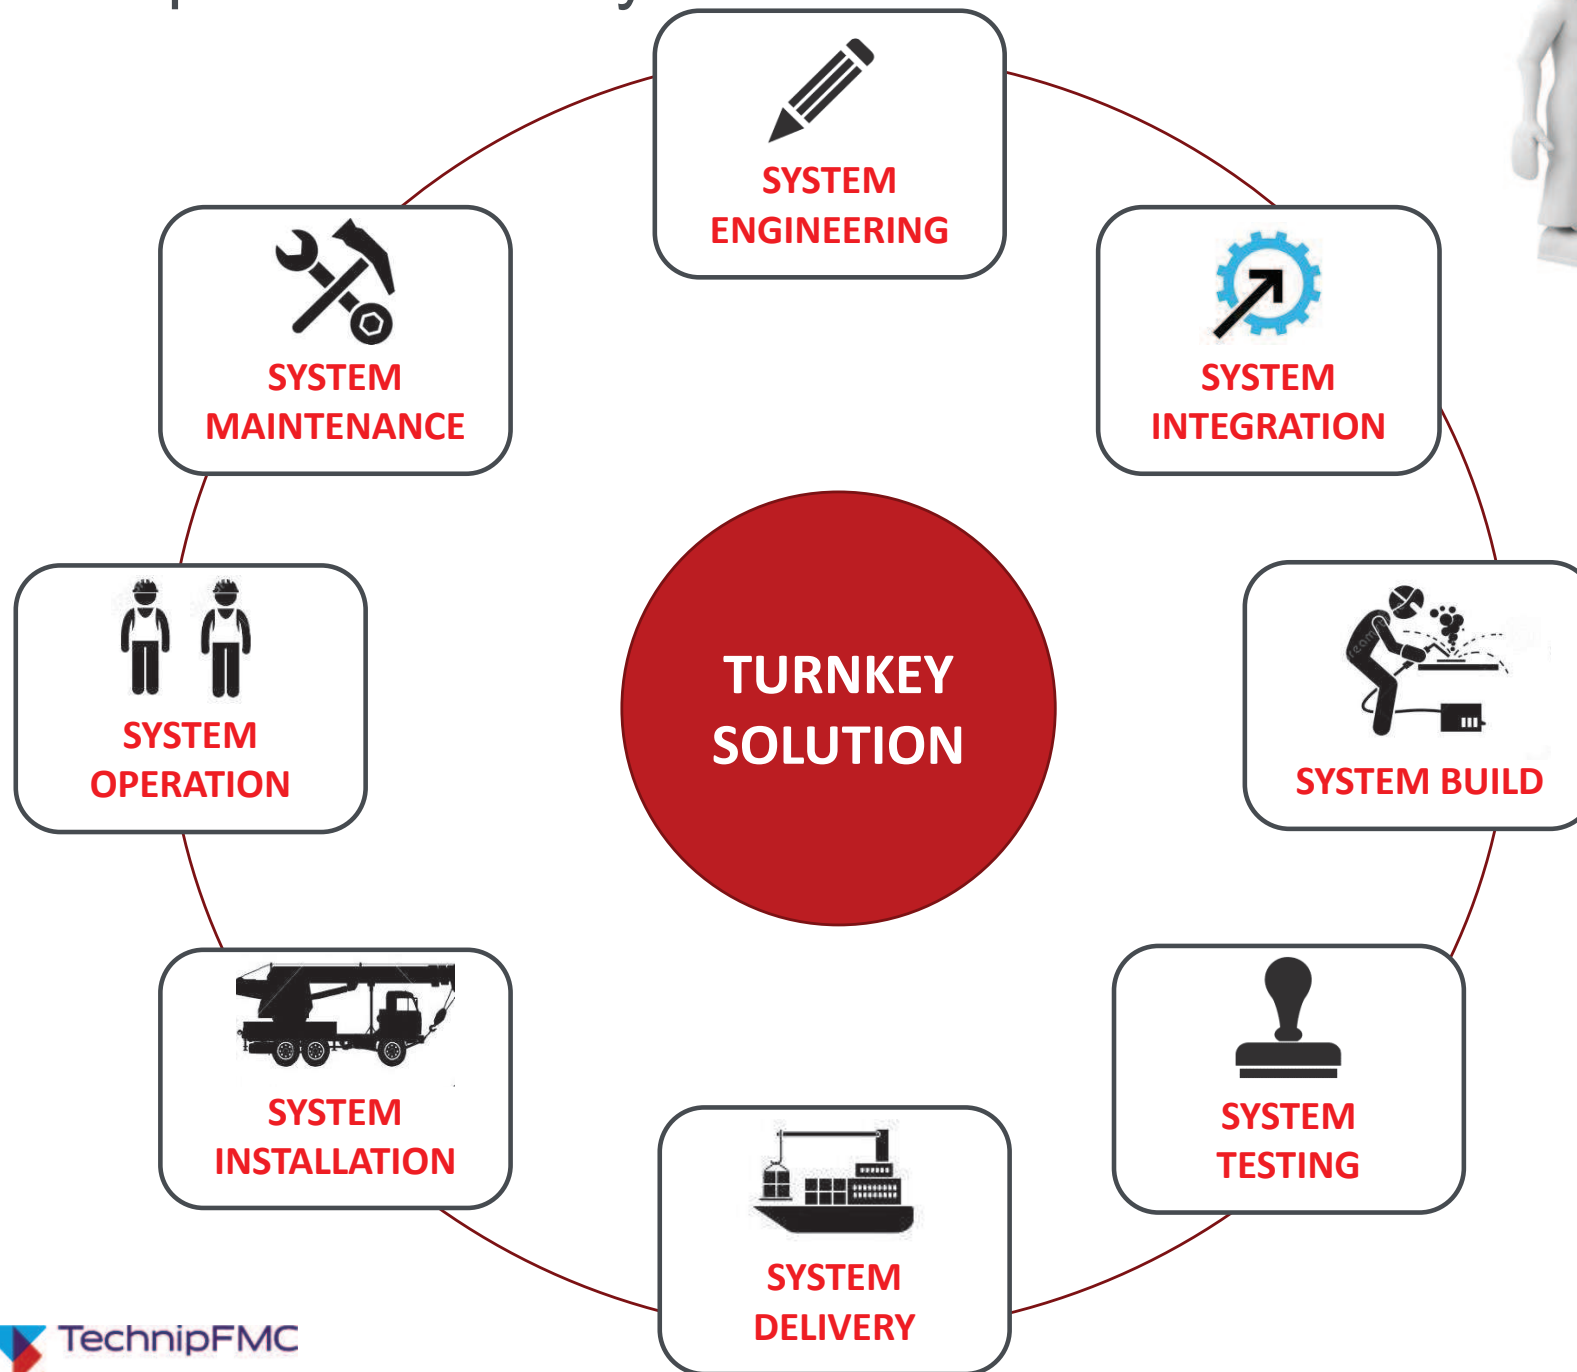 SYSTEM
ENGINEERING
SYSTEM
INTEGRATION
SYSTEM BUILD
SYSTEM
TESTING
SYSTEM
DELIVERY
SYSTEM
INSTALLATION
SYSTEM
OPERATION
SYSTEM
MAINTENANCE
TURNKEY
SOLUTION
TechnipFMC